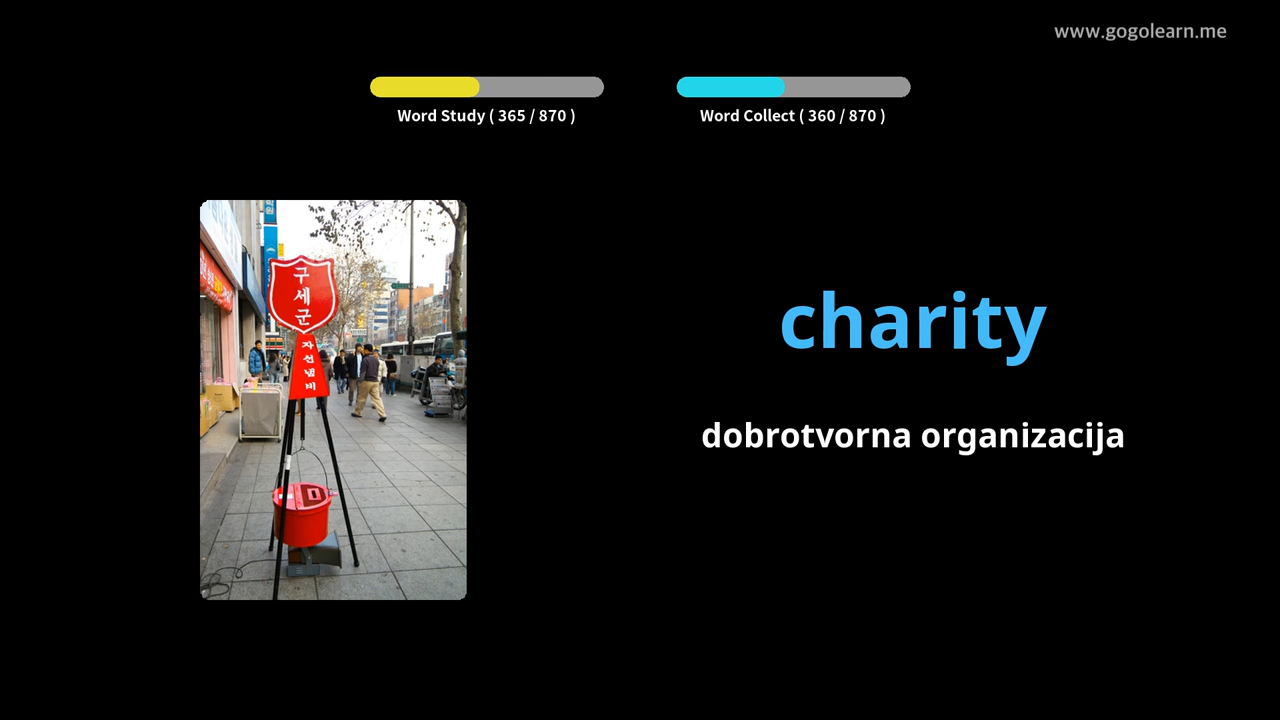 www.gogolearn.me
Word Study ( 365 / 870 )
Word Collect ( 360 / 870 )
구
세
군
자
선
냄
비
charity
dobrotvorna organizacija